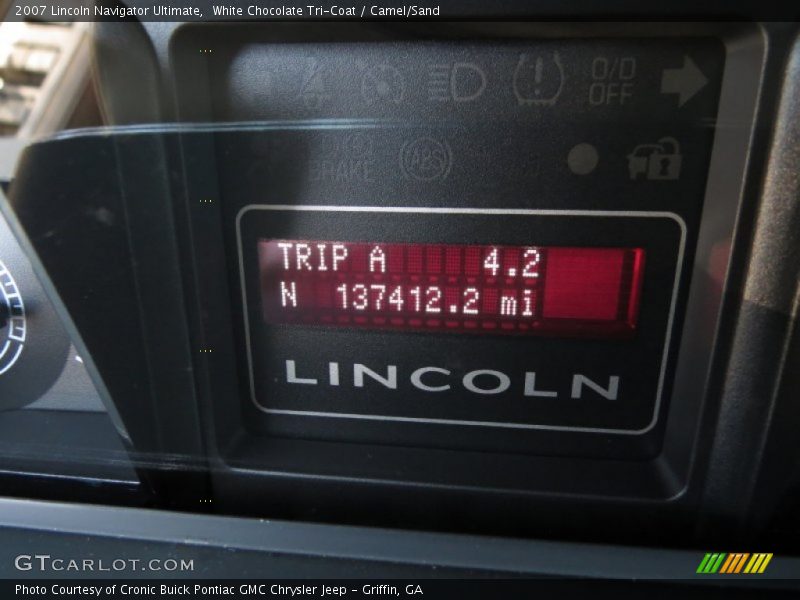 2007 Lincoln Navigator Ultimate,  White Chocolate Tri-Coat / Camel/Sand
O/D
OFF
BRAKE
ABS
TRIP A 4.2
N 137412.2 mi
LINCOLN
GTCARLOT.COM
Photo Courtesy of Cronic Buick Pontiac GMC Chrysler Jeep - Griffin, GA